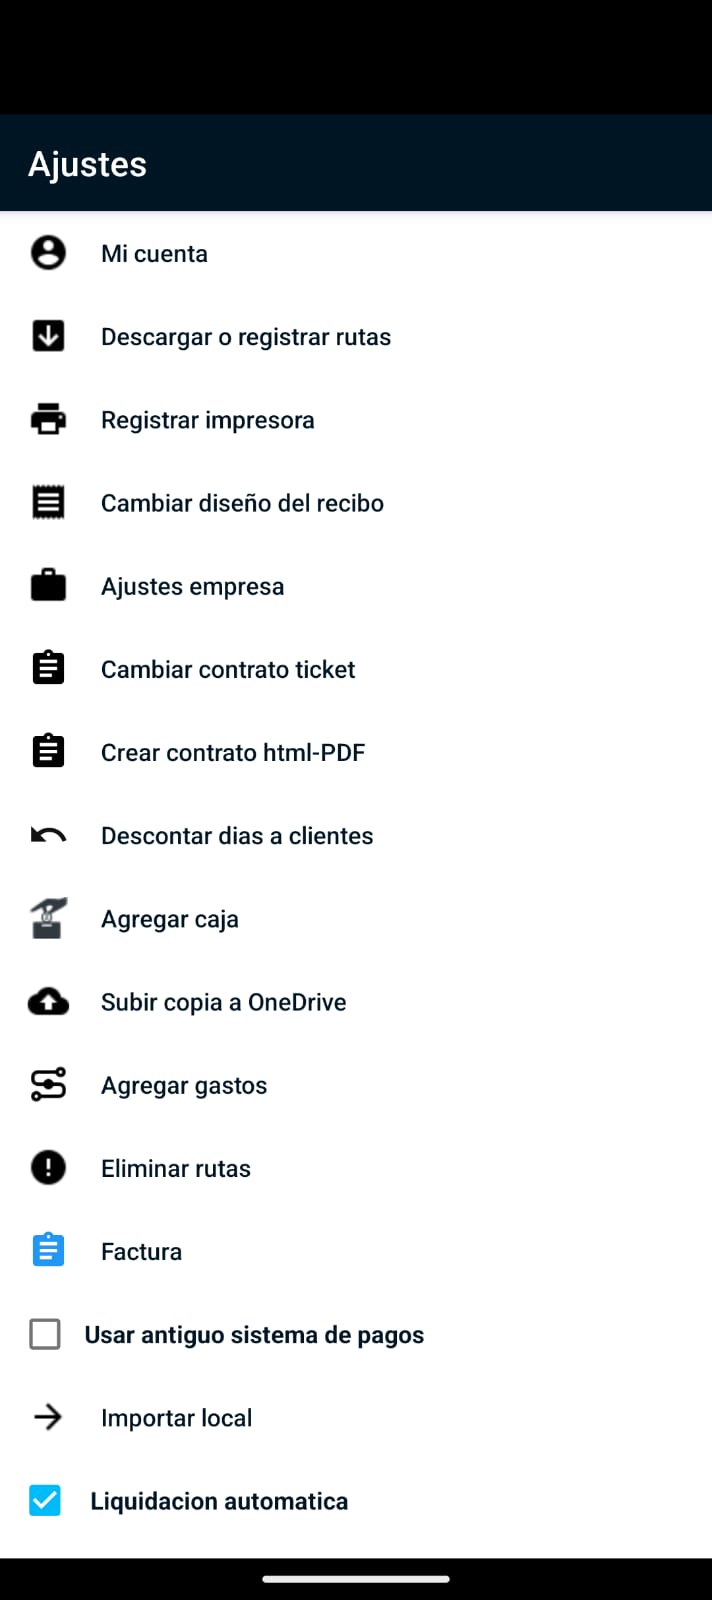 Ajustes
Mi cuenta
Descargar o registrar rutas
Registrar impresora
Cambiar diseño del recibo
Ajustes empresa
Cambiar contrato ticket
Crear contrato html-PDF
Descontar dias a clientes
Agregar caja
Subir copia a OneDrive
Agregar gastos
Eliminar rutas
Factura
Usar antiguo sistema de pagos
Importar local
Liquidacion automatica